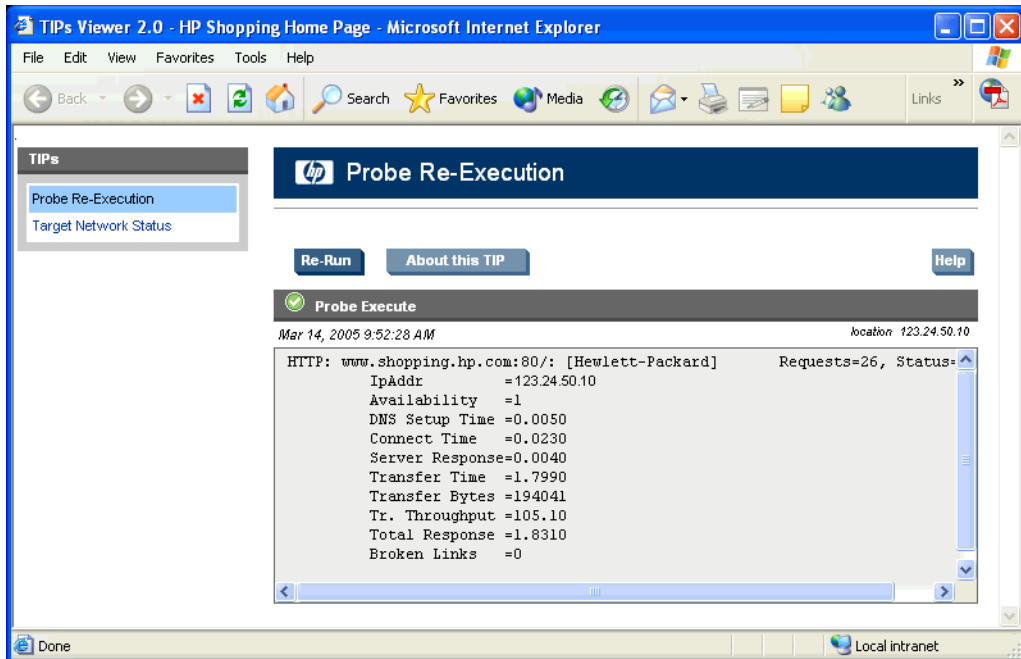 TIPs Viewer 2.0 - HP Shopping Home Page - Microsoft Internet Explorer
File Edit View Favorites Tools Help
Back Search Favorites Media Links »
.
TIPs
Probe Re-Execution
Target Network Status
hp Probe Re-Execution
Re-Run About this TIP Help
Probe Execute
Mar 14, 2005 9:52:28 AM location 123.24.50.10
HTTP: www.shopping.hp.com:80/: [Hewlett-Packard] Requests=26, Status=
IpAddr =123.24.50.10
Availability =1
DNS Setup Time =0.0050
Connect Time =0.0230
Server Response=0.0040
Transfer Time =1.7990
Transfer Bytes =194041
Tr. Throughput =105.10
Total Response =1.8310
Broken Links =0
Done Local intranet